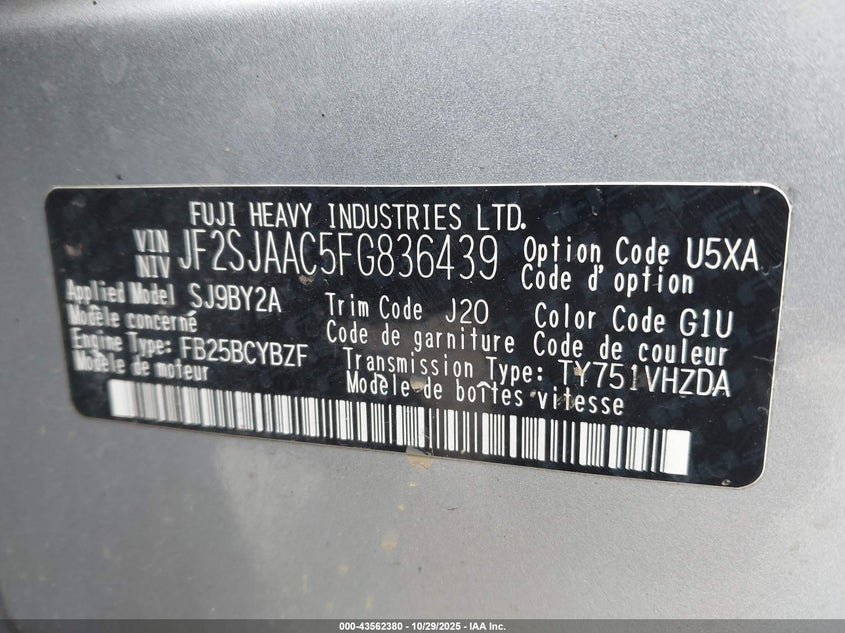 FUJI HEAVY INDUSTRIES LTD.
VIN
NIV JF2SJAAC5FG836439 Option Code U5XA
Code d'option
Applied Model SJ9BY2A Trim Code J20 Color Code G1U
Modèle concerné Code de garniture Code de couleur
Engine Type: FB25BCYBZF Transmission Type: TY751VHZDA
Modèle de moteur Modèle de boîtes vitesse
000-43562380 | 10/29/2025 - IAA Inc.